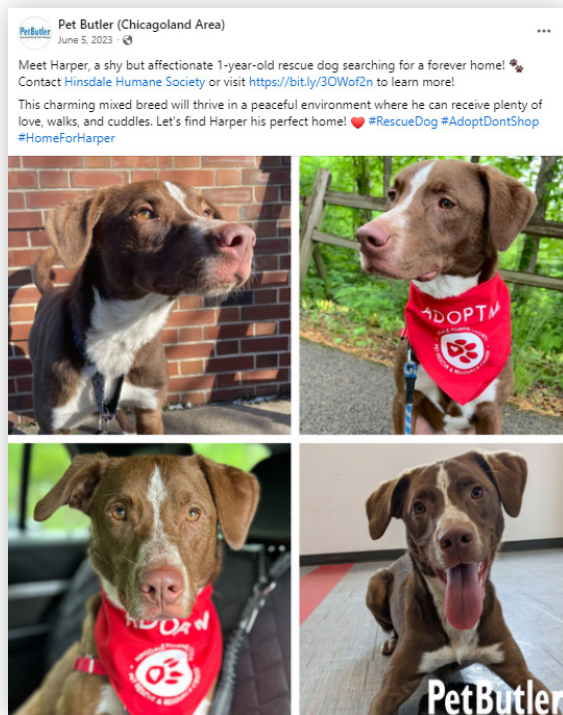 PetButler
Pet Butler (Chicagoland Area)
June 5, 2023 ·
Meet Harper, a shy but affectionate 1-year-old rescue dog searching for a forever home! 🐾
Contact Hinsdale Humane Society or visit https://bit.ly/3OWof2n to learn more!
This charming mixed breed will thrive in a peaceful environment where he can receive plenty of
love, walks, and cuddles. Let's find Harper his perfect home! ❤️ #RescueDog #AdoptDontShop
#HomeForHarper
ADOPT
PetButler